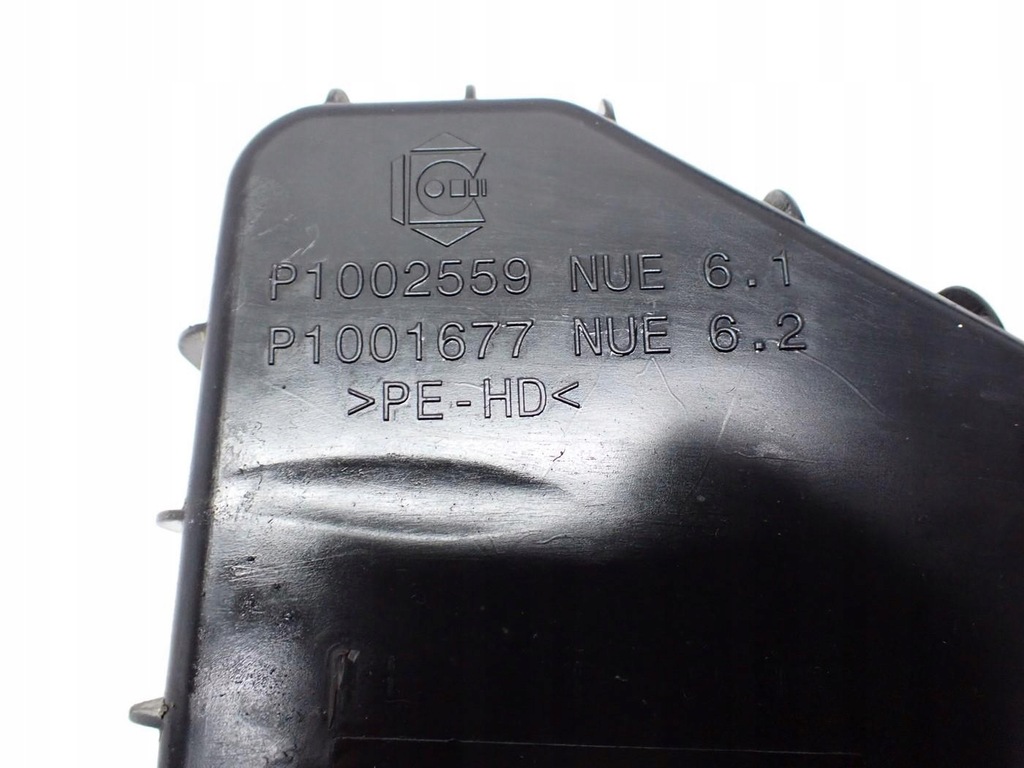 P1002559 NUE 6.1
P1001677 NUE 6.2
>PE-HD<